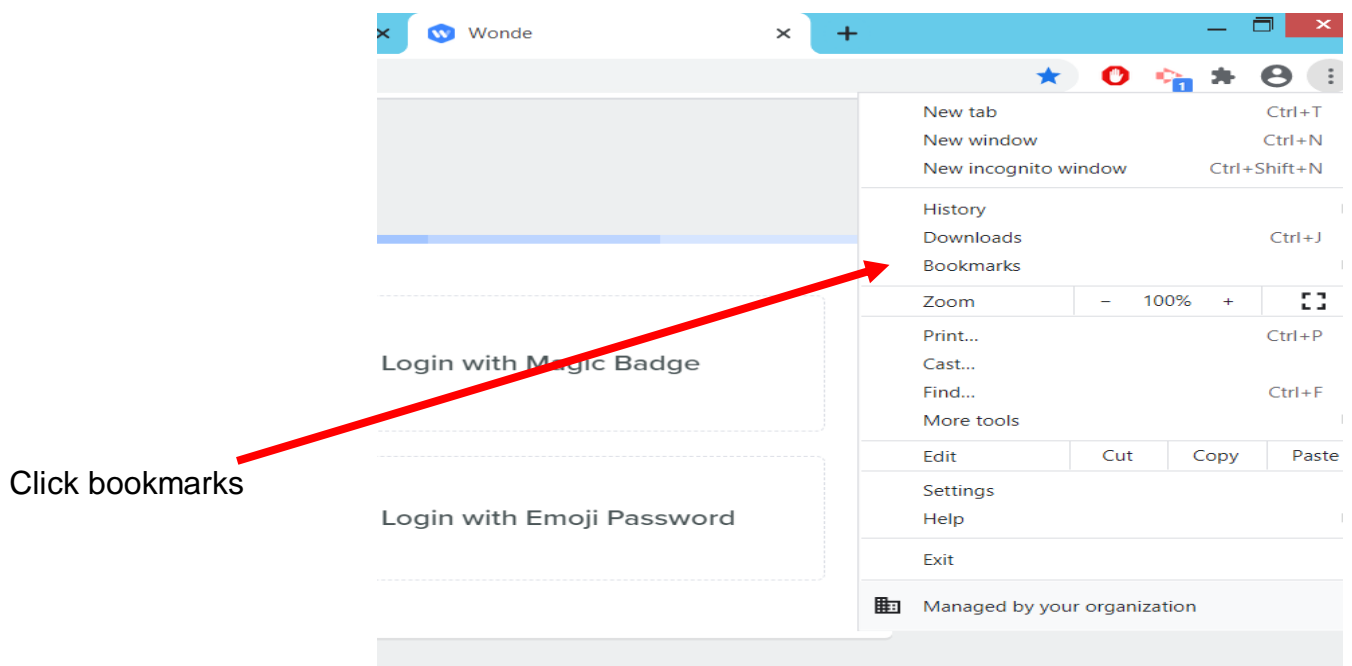 Wonde
1
New tab Ctrl+T
New window Ctrl+N
New incognito window Ctrl+Shift+N
History
Downloads Ctrl+J
Bookmarks
Zoom - 100% +
Print... Ctrl+P
Cast...
Find... Ctrl+F
More tools
Edit Cut Copy Paste
Settings
Help
Exit
Managed by your organization
Login with Magic Badge
Login with Emoji Password
Click bookmarks